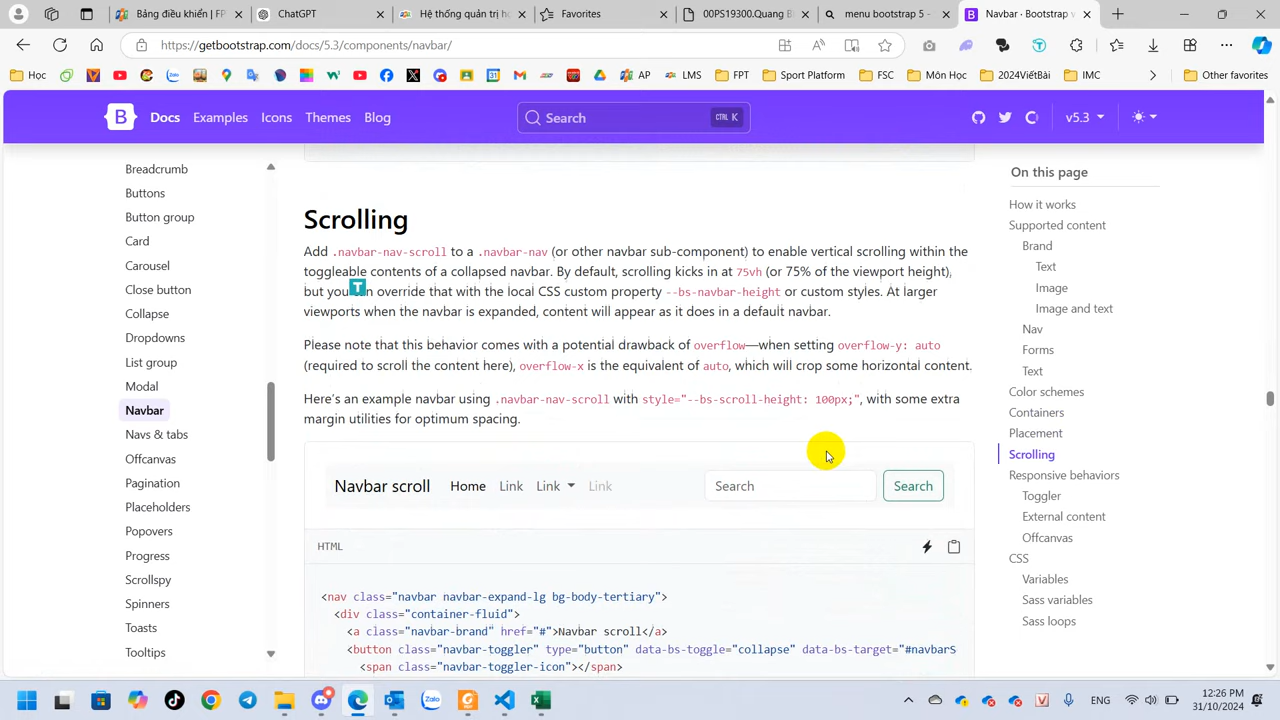 Bảng điều khiển | FP
ChatGPT
Hệ thống quản trị họ
Favorites
00PS19300.Quang B
menu bootstrap 5 -
Navbar · Bootstrap v
https://getbootstrap.com/docs/5.3/components/navbar/
Học
AP
LMS
FPT
Sport Platform
FSC
Môn Học
2024ViếtBài
IMC
Other favorites
B
Docs
Examples
Icons
Themes
Blog
Search
CTRL K
v5.3
Breadcrumb
Buttons
Button group
Card
Carousel
Close button
Collapse
Dropdowns
List group
Modal
Navbar
Navs & tabs
Offcanvas
Pagination
Placeholders
Popovers
Progress
Scrollspy
Spinners
Toasts
Tooltips
Scrolling
Add .navbar-nav-scroll to a .navbar-nav (or other navbar sub-component) to enable vertical scrolling within the
toggleable contents of a collapsed navbar. By default, scrolling kicks in at 75vh (or 75% of the viewport height),
but you can override that with the local CSS custom property --bs-navbar-height or custom styles. At larger
viewports when the navbar is expanded, content will appear as it does in a default navbar.
Please note that this behavior comes with a potential drawback of overflow—when setting overflow-y: auto
(required to scroll the content here), overflow-x is the equivalent of auto, which will crop some horizontal content.
Here's an example navbar using .navbar-nav-scroll with style="--bs-scroll-height: 100px;", with some extra
margin utilities for optimum spacing.
Navbar scroll
Home
Link
Link
Link
Search
Search
HTML
<nav class="navbar navbar-expand-lg bg-body-tertiary">
<div class="container-fluid">
<a class="navbar-brand" href="#">Navbar scroll</a>
<button class="navbar-toggler" type="button" data-bs-toggle="collapse" data-bs-target="#navbarS
<span class="navbar-toggler-icon"></span>
On this page
How it works
Supported content
Brand
Text
Image
Image and text
Nav
Forms
Text
Color schemes
Containers
Placement
Scrolling
Responsive behaviors
Toggler
External content
Offcanvas
CSS
Variables
Sass variables
Sass loops
Zalo
ENG
12:26 PM
31/10/2024